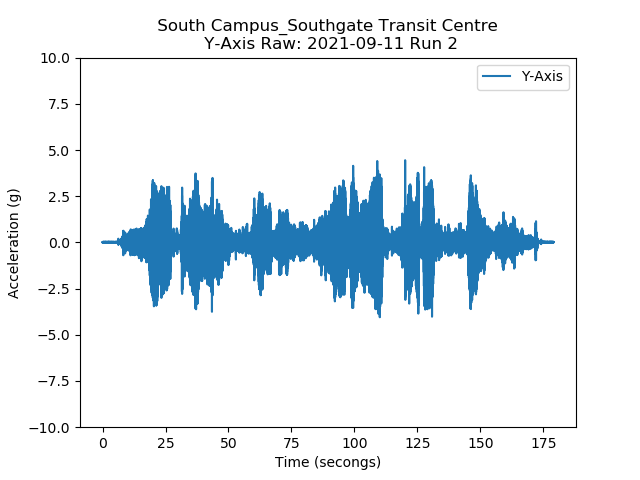 South Campus_Southgate Transit Centre
Y-Axis Raw: 2021-09-11 Run 2
Y-Axis
10.0
7.5
5.0
2.5
0.0
−2.5
−5.0
−7.5
−10.0
Acceleration (g)
0 25 50 75 100 125 150 175
Time (secongs)